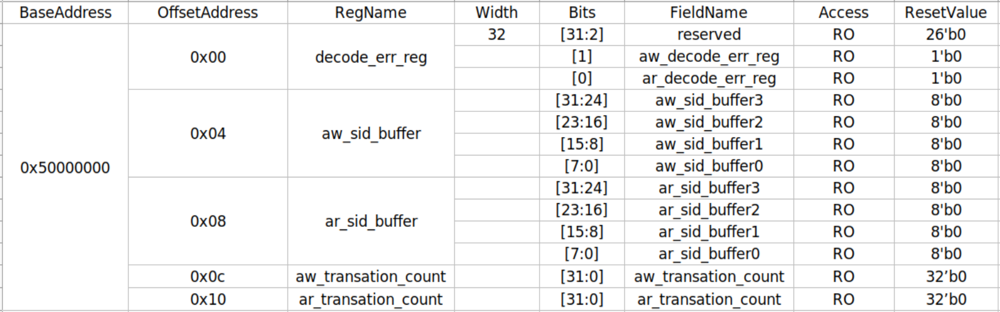 BaseAddress OffsetAddress RegName Width Bits FieldName Access ResetValue
0x50000000 0x00 decode_err_reg 32 [31:2] reserved RO 26'b0
[1] aw_decode_err_reg RO 1'b0
[0] ar_decode_err_reg RO 1'b0
0x04 aw_sid_buffer [31:24] aw_sid_buffer3 RO 8'b0
[23:16] aw_sid_buffer2 RO 8'b0
[15:8] aw_sid_buffer1 RO 8'b0
[7:0] aw_sid_buffer0 RO 8'b0
0x08 ar_sid_buffer [31:24] ar_sid_buffer3 RO 8'b0
[23:16] ar_sid_buffer2 RO 8'b0
[15:8] ar_sid_buffer1 RO 8'b0
[7:0] ar_sid_buffer0 RO 8'b0
0x0c aw_transation_count [31:0] aw_transation_count RO 32’b0
0x10 ar_transation_count [31:0] ar_transation_count RO 32’b0